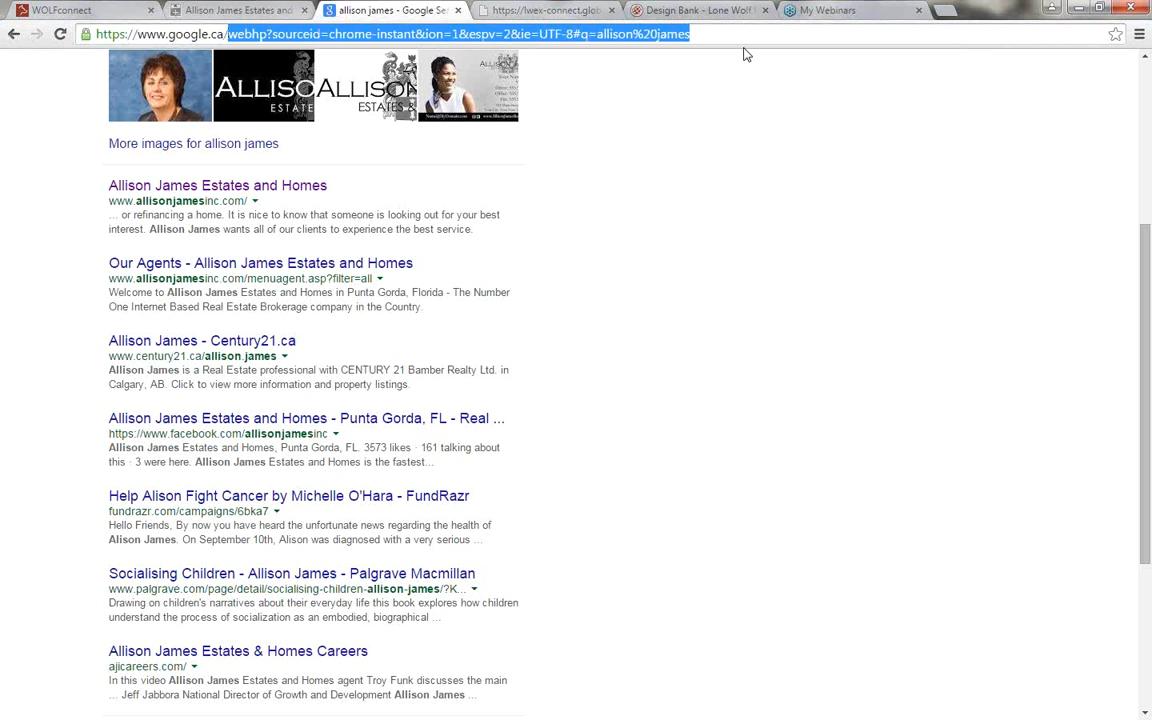 WOLFconnect
Allison James Estates and
allison james - Google Se
https://lwex-connect.glob
Design Bank - Lone Wolf
My Webinars
https://www.google.ca/webhp?sourceid=chrome-instant&ion=1&espv=2&ie=UTF-8#q=allison%20james
ALLISO
ESTATE
ALLISON
ESTATES &
ALLISON
More images for allison james
Allison James Estates and Homes
www.allisonjamesinc.com/
... or refinancing a home. It is nice to know that someone is looking out for your best
interest. Allison James wants all of our clients to experience the best service.
Our Agents - Allison James Estates and Homes
www.allisonjamesinc.com/menuagent.asp?filter=all
Welcome to Allison James Estates and Homes in Punta Gorda, Florida - The Number
One Internet Based Real Estate Brokerage company in the Country.
Allison James - Century21.ca
www.century21.ca/allison.james
Allison James is a Real Estate professional with CENTURY 21 Bamber Realty Ltd. in
Calgary, AB. Click to view more information and property listings.
Allison James Estates and Homes - Punta Gorda, FL - Real ...
https://www.facebook.com/allisonjamesinc
Allison James Estates and Homes, Punta Gorda, FL. 3573 likes · 161 talking about
this · 3 were here. Allison James Estates and Homes is the fastest...
Help Alison Fight Cancer by Michelle O'Hara - FundRazr
fundrazr.com/campaigns/6bka7
Hello Friends, By now you have heard the unfortunate news regarding the health of
Alison James. On September 10th, Alison was diagnosed with a very serious ...
Socialising Children - Allison James - Palgrave Macmillan
www.palgrave.com/page/detail/socialising-children-allison-james/?K...
Drawing on children's narratives about their everyday life this book explores how children
understand the process of socialization as an embodied, biographical ...
Allison James Estates & Homes Careers
ajicareers.com/
In this video Allison James Estates and Homes agent Troy Funk discusses the main
... Jeff Jabbora National Director of Growth and Development Allison James ...